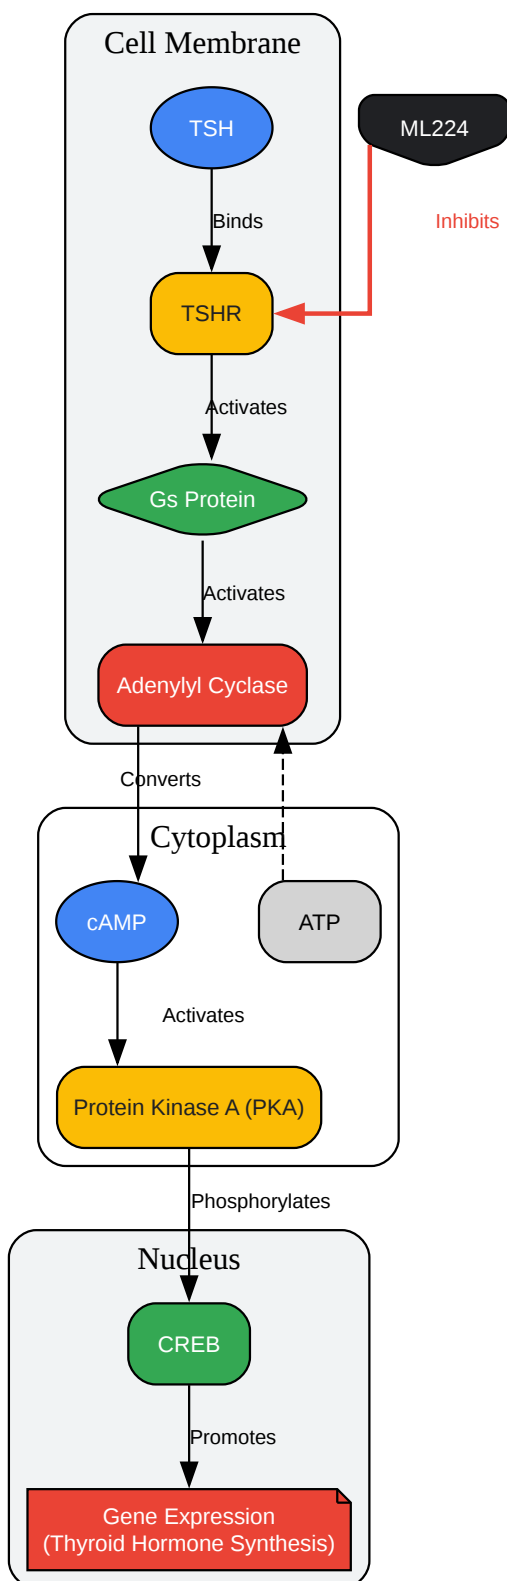 Cell Membrane
TSH
ML224
Binds
Inhibits
TSHR
Activates
Gs Protein
Activates
Adenylyl Cyclase
Converts
Cytoplasm
cAMP
ATP
Activates
Protein Kinase A (PKA)
Phosphorylates
Nucleus
CREB
Promotes
Gene Expression
(Thyroid Hormone Synthesis)